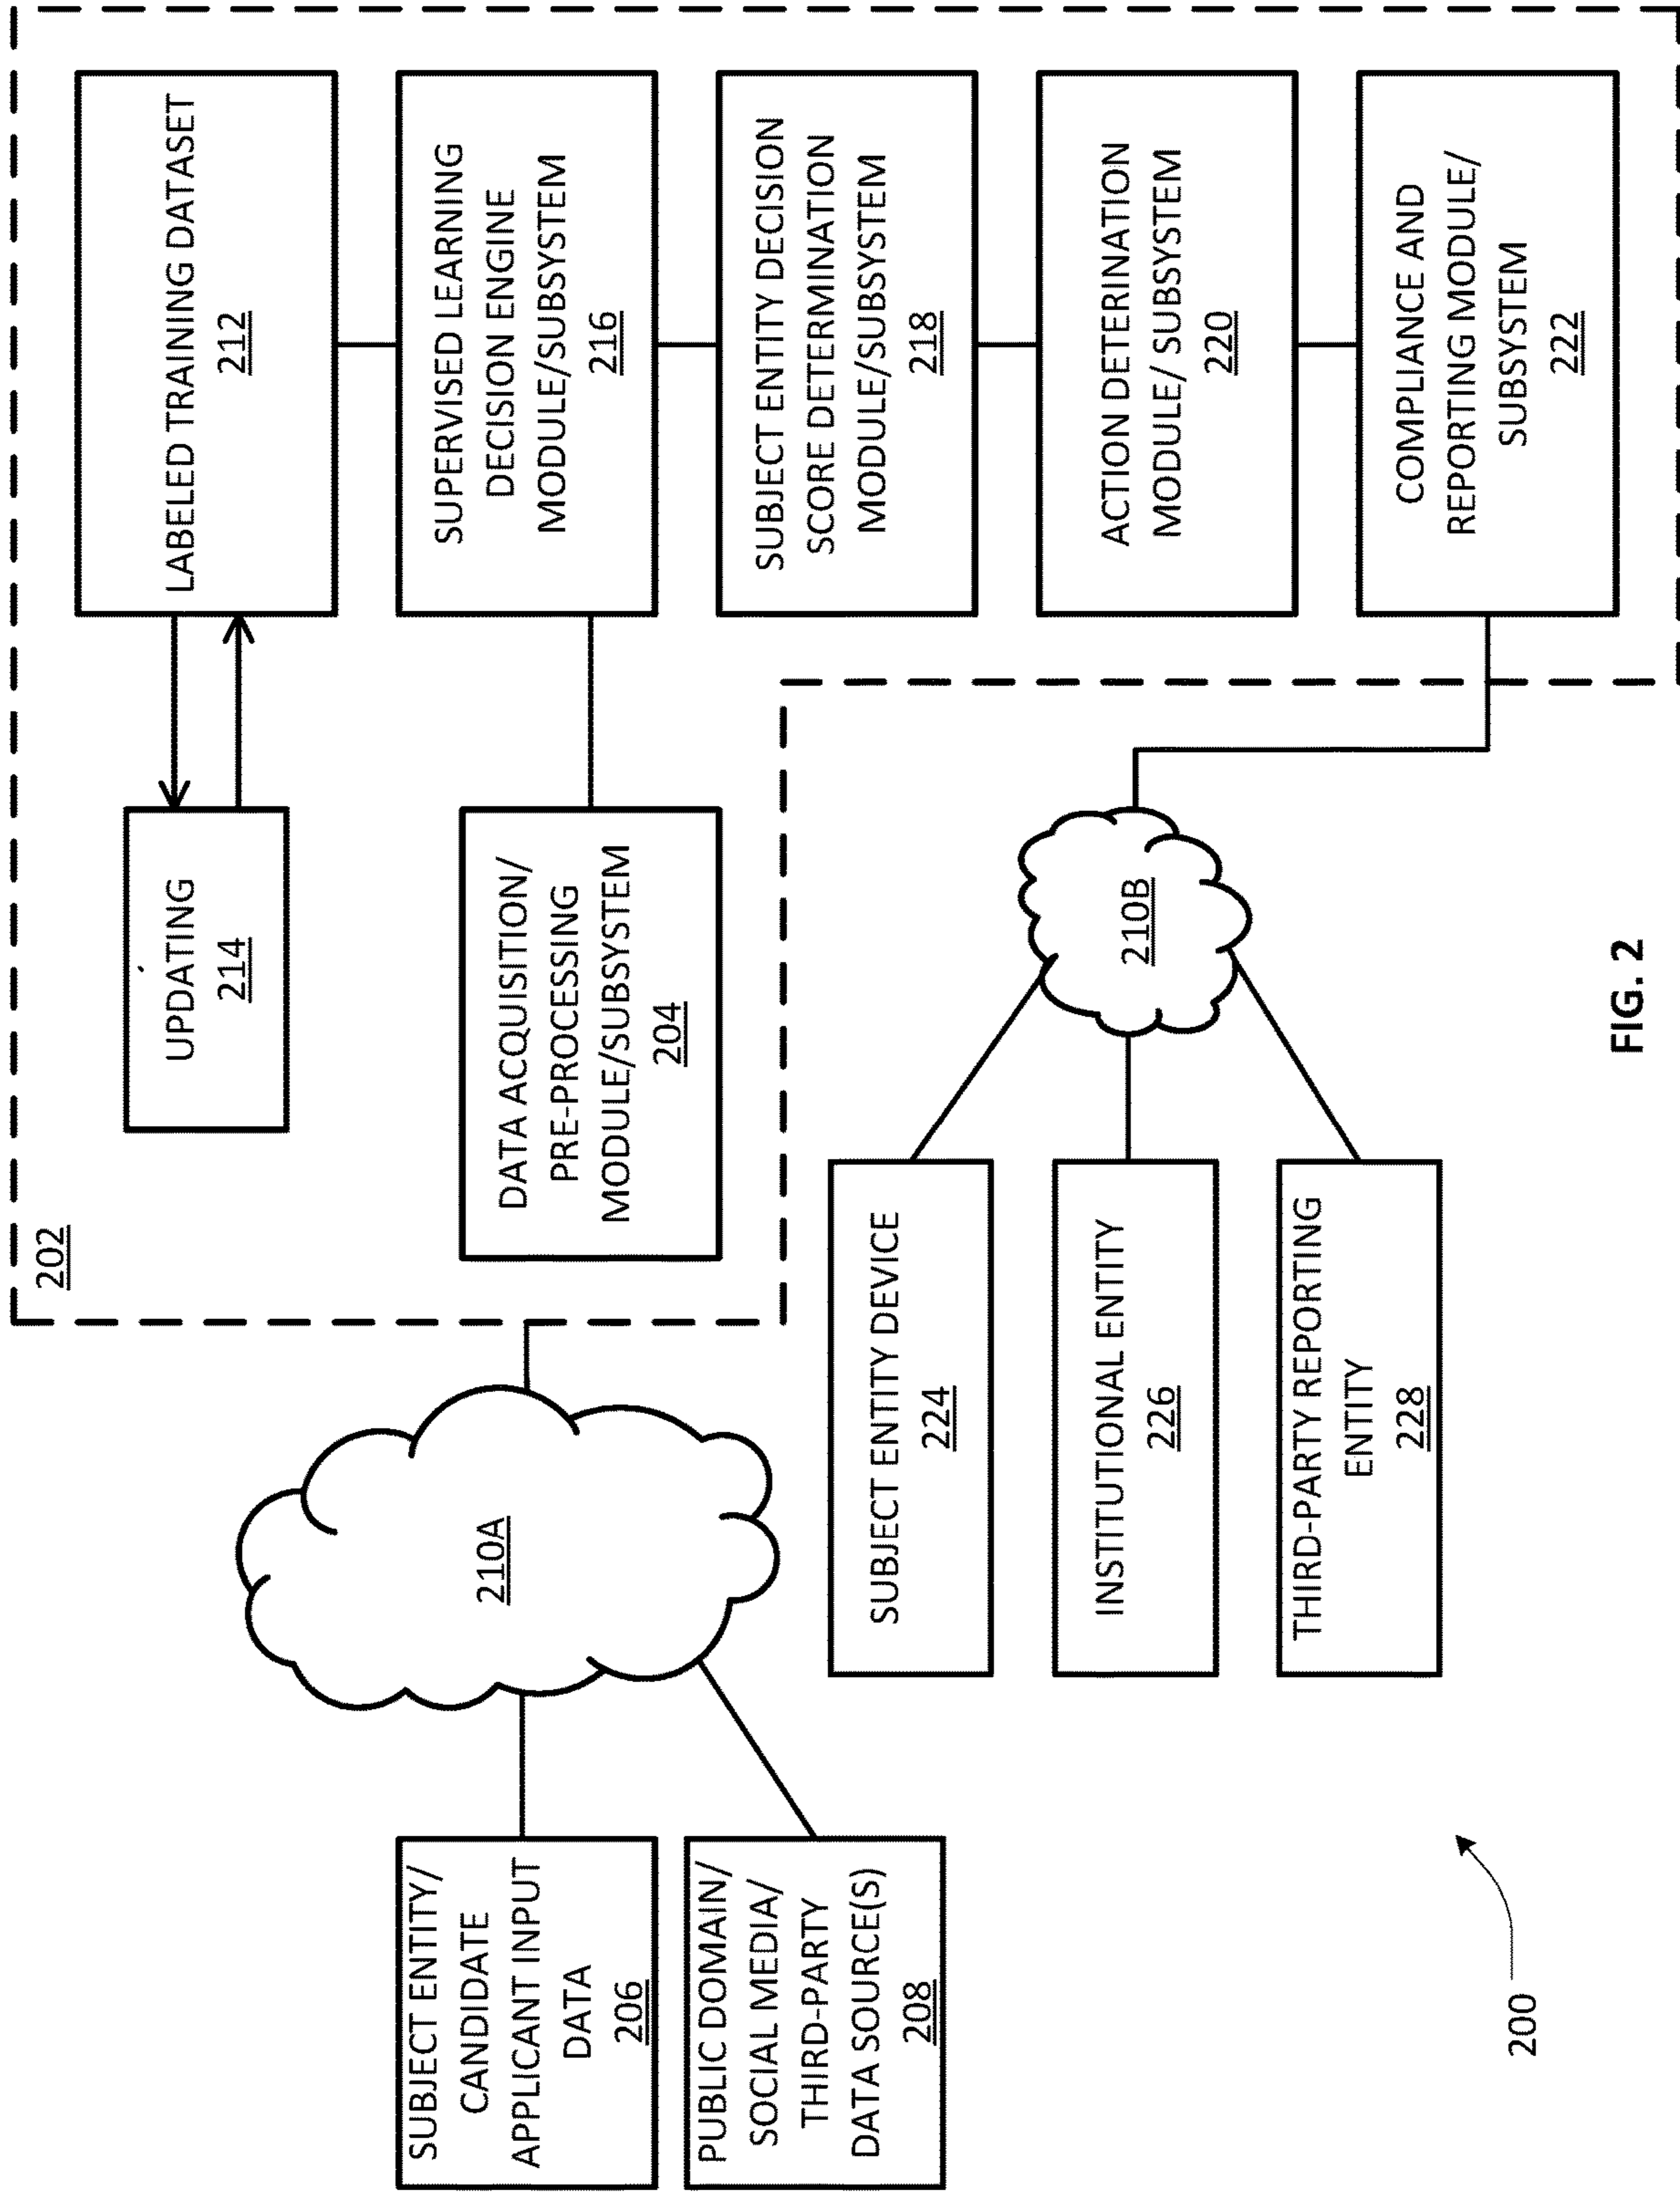 202
UPDATING
214
LABELED TRAINING DATASET
212
SUBJECT ENTITY/
CANDIDATE
APPLICANT INPUT
DATA
206
210A
DATA ACQUISITION/
PRE-PROCESSING
MODULE/SUBSYSTEM
204
SUPERVISED LEARNING
DECISION ENGINE
MODULE/SUBSYSTEM
216
PUBLIC DOMAIN/
SOCIAL MEDIA/
THIRD-PARTY
DATA SOURCE(S)
208
SUBJECT ENTITY DECISION
SCORE DETERMINATION
MODULE/SUBSYSTEM
218
SUBJECT ENTITY DEVICE
224
INSTITUTIONAL ENTITY
226
210B
ACTION DETERINATION
MODULE/ SUBSYSTEM
220
THIRD-PARTY REPORTING
ENTITY
228
COMPLIANCE AND
REPORTING MODULE/
SUBSYSTEM
222
200
FIG. 2